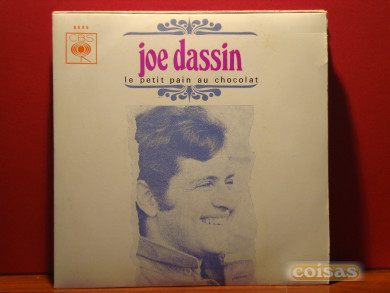 CBS
joe dassin
le petit pain au chocolat
coisas